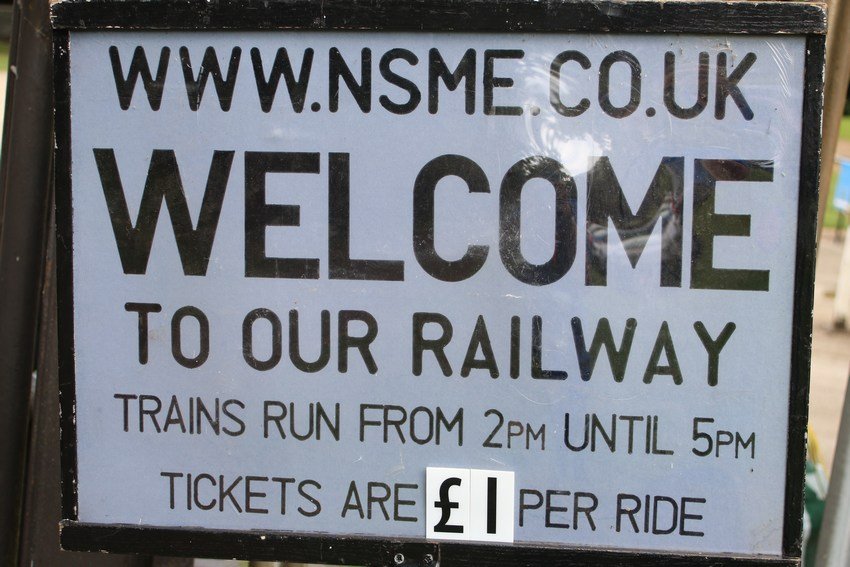 WWW.NSME.CO.UK
WELCOME
TO OUR RAILWAY
TRAINS RUN FROM 2PM UNTIL 5PM
TICKETS ARE £1 PER RIDE